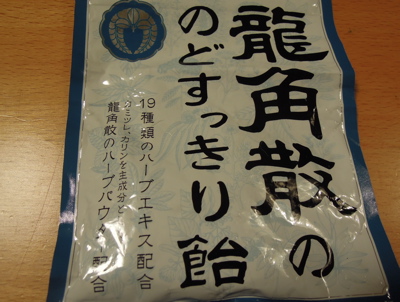 龍角散の
のどすっきり飴
19種類のハーブエキス配合
カミツレ、カリンを主成分と
龍角散のハーブパウダー配合